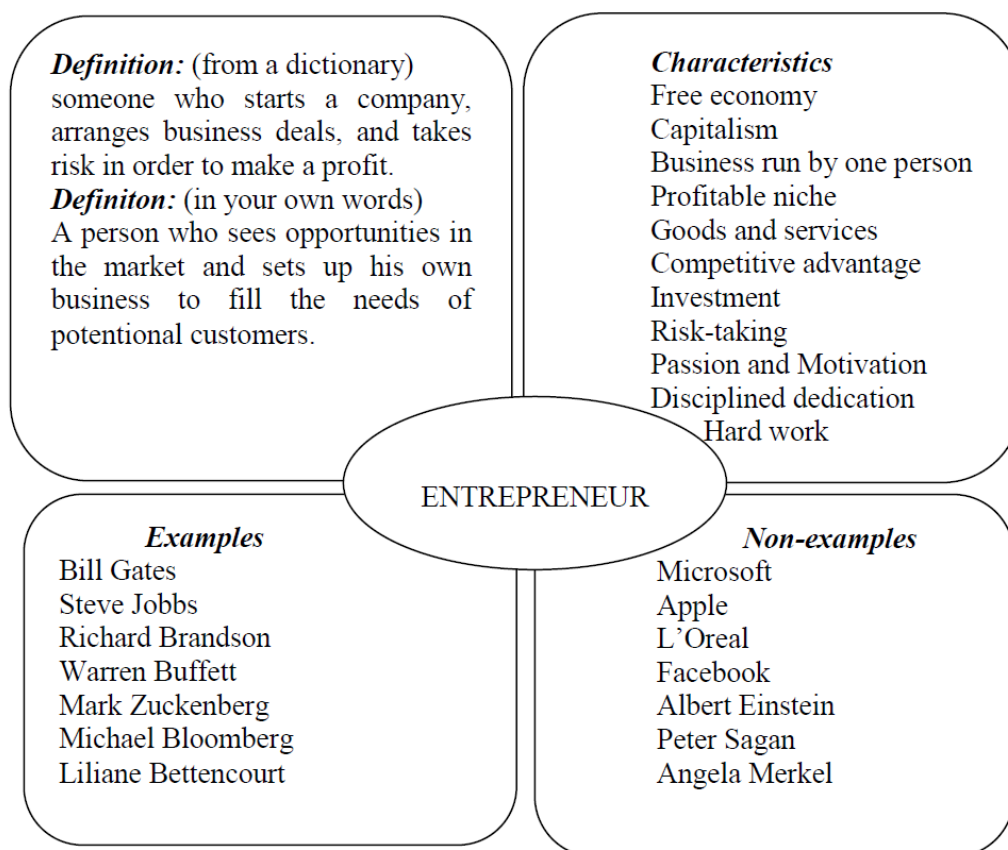 Definition: (from a dictionary)
someone who starts a company,
arranges business deals, and takes
risk in order to make a profit.
Definiton: (in your own words)
A person who sees opportunities in
the market and sets up his own
business to fill the needs of
potentional customers.
Characteristics
Free economy
Capitalism
Business run by one person
Profitable niche
Goods and services
Competitive advantage
Investment
Risk-taking
Passion and Motivation
Disciplined dedication
Hard work
ENTREPRENEUR
Examples
Bill Gates
Steve Jobbs
Richard Brandson
Warren Buffett
Mark Zuckenberg
Michael Bloomberg
Liliane Bettencourt
Non-examples
Microsoft
Apple
L’Oreal
Facebook
Albert Einstein
Peter Sagan
Angela Merkel